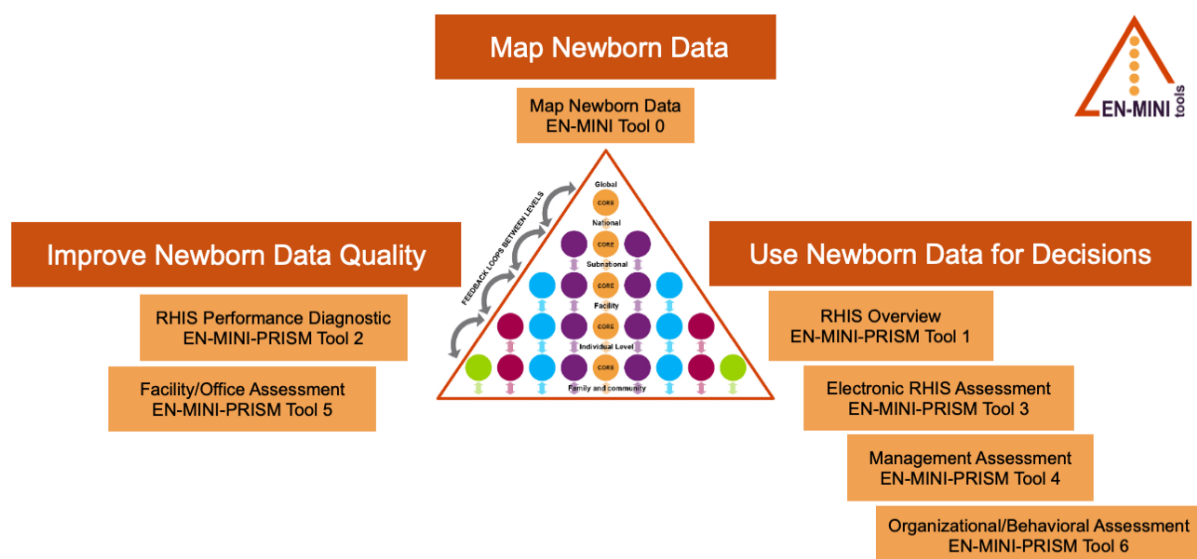 Map Newborn Data
Map Newborn Data
EN-MINI Tool 0
EN-MINI
tools
Improve Newborn Data Quality
RHIS Performance Diagnostic
EN-MINI-PRISM Tool 2
Facility/Office Assessment
EN-MINI-PRISM Tool 5
FEEDBACK LOOPS BETWEEN LEVELS
Global
CORE
National
CORE
Subnational
CORE
Facility
CORE
Individual Level
CORE
Family and community
Use Newborn Data for Decisions
RHIS Overview
EN-MINI-PRISM Tool 1
Electronic RHIS Assessment
EN-MINI-PRISM Tool 3
Management Assessment
EN-MINI-PRISM Tool 4
Organizational/Behavioral Assessment
EN-MINI-PRISM Tool 6